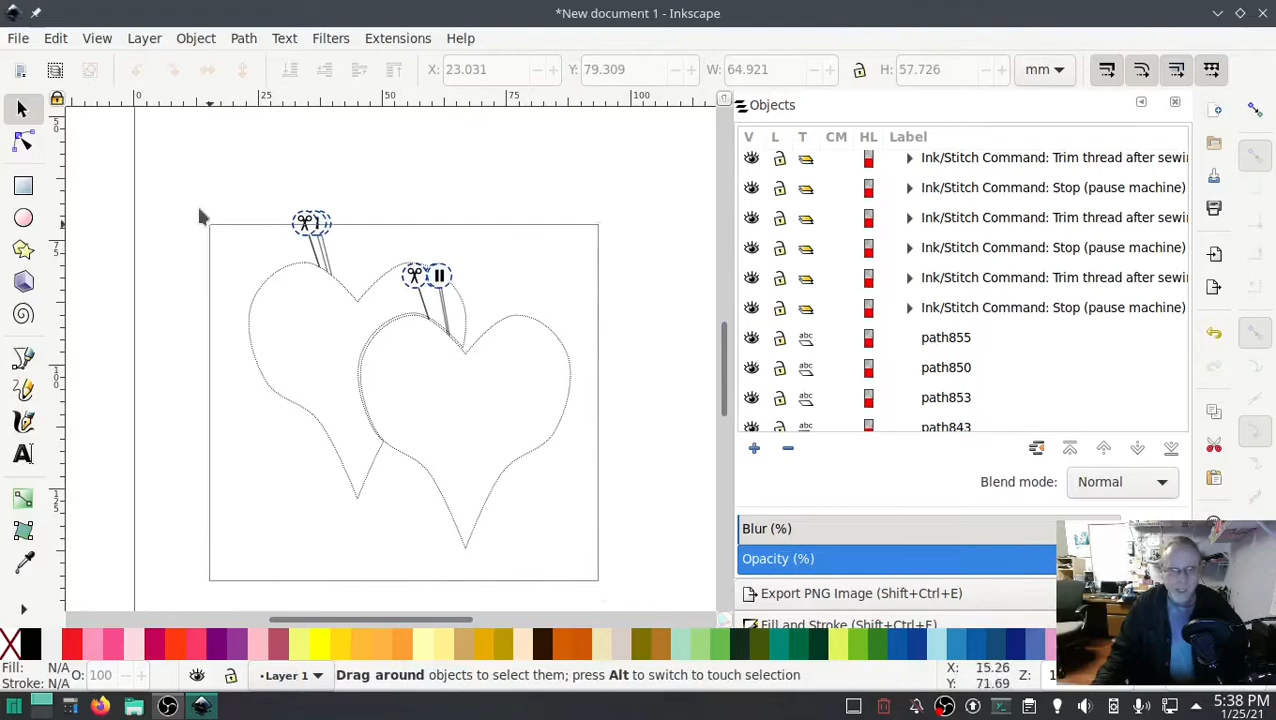 *New document 1 - Inkscape
File Edit View Layer Object Path Text Filters Extensions Help
X: 23.031 Y: 79.309 W: 64.921 H: 57.726 mm
0 25 50 75 100
Objects
V L T CM HL Label
Ink/Stitch Command: Trim thread after sewi
Ink/Stitch Command: Stop (pause machine)
Ink/Stitch Command: Trim thread after sewi
Ink/Stitch Command: Stop (pause machine)
Ink/Stitch Command: Trim thread after sewi
Ink/Stitch Command: Stop (pause machine)
abc path855
abc path850
abc path853
abc path843
Blend mode: Normal
Blur (%)
Opacity (%)
Export PNG Image (Shift+Ctrl+E)
Fill and Stroke (Shift+Ctrl+F)
Fill: N/A
Stroke: N/A
O: 100
Layer 1
Drag around objects to select them; press Alt to switch to touch selection
X: 15.26
Y: 71.69
Z:
5:38 PM
1/25/21